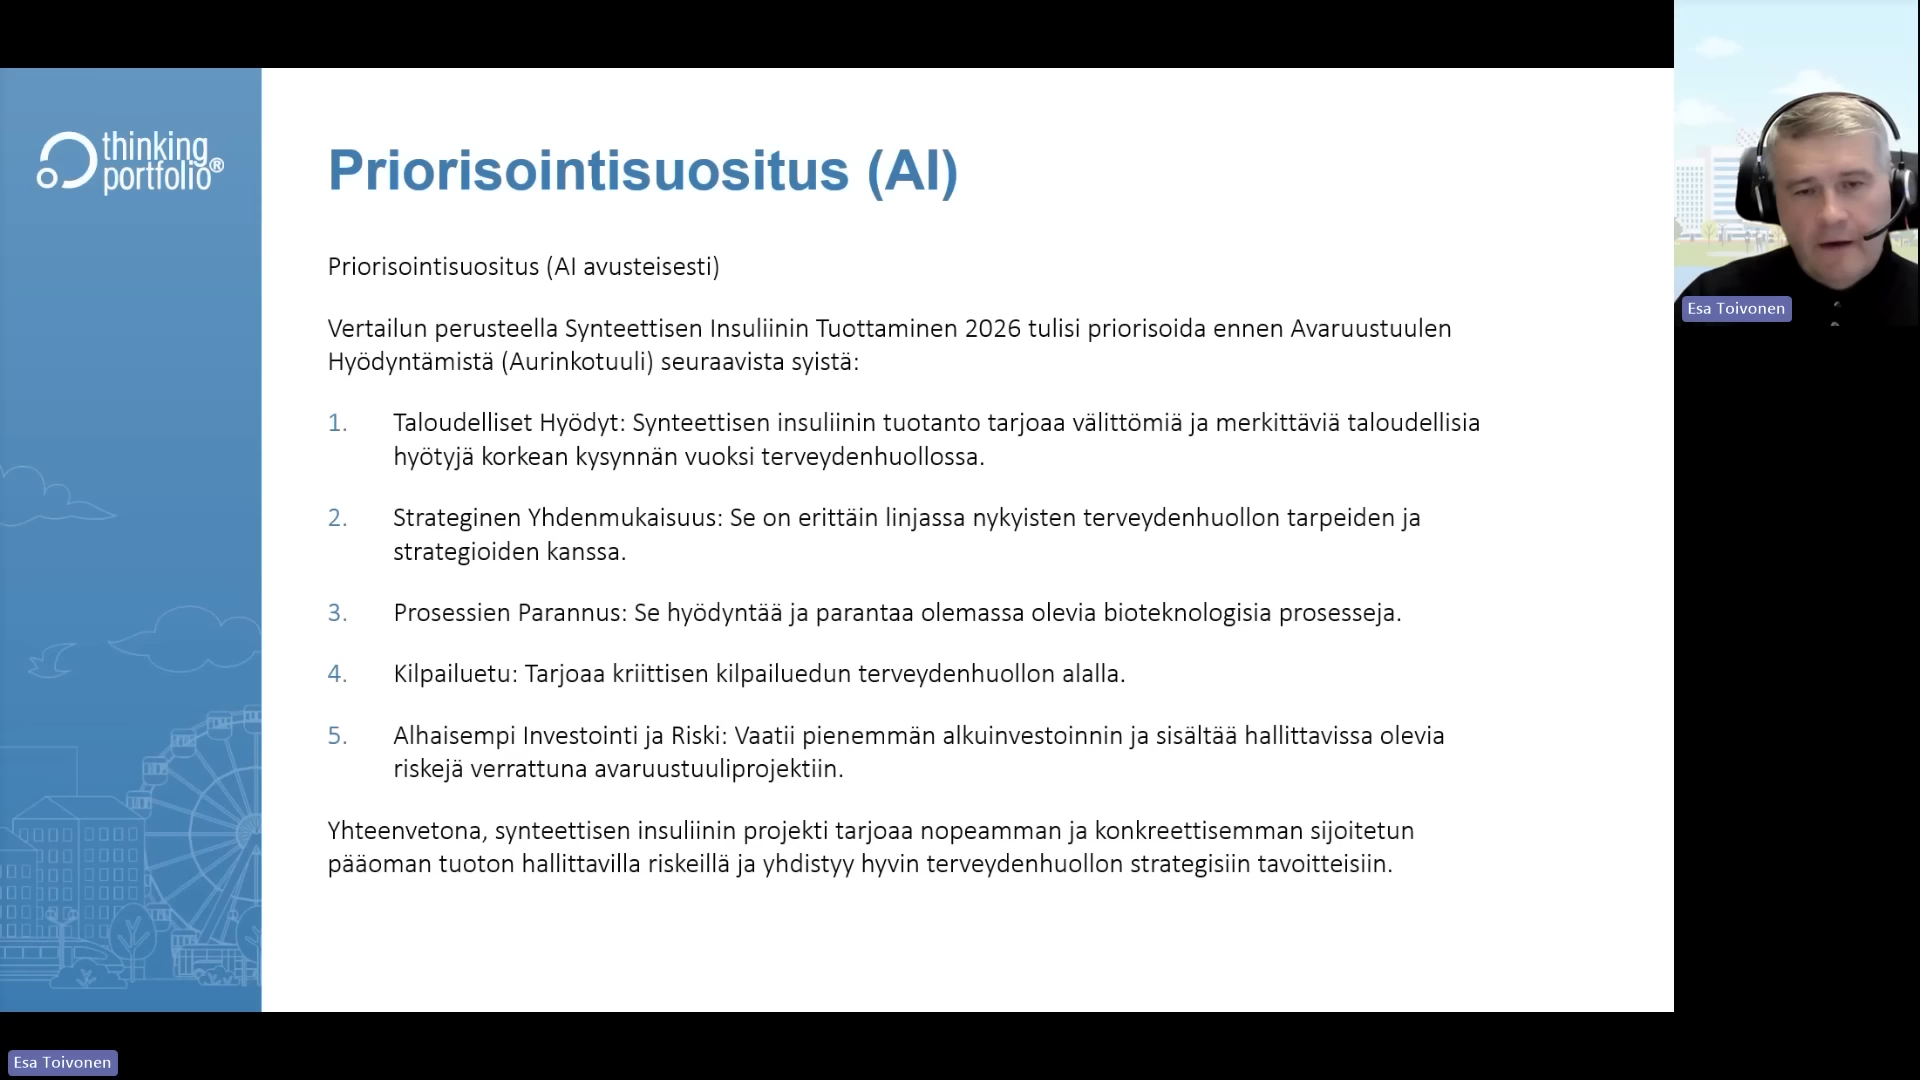 thinking
portfolio®
Priorisointisuositus (AI)
Priorisointisuositus (AI avusteisesti)
Vertailun perusteella Synteettisen Insuliinin Tuottaminen 2026 tulisi priorisoida ennen Avaruustuulen
Hyödyntämistä (Aurinkotuuli) seuraavista syistä:
1. Taloudelliset Hyödyt: Synteettisen insuliinin tuotanto tarjoaa välittömiä ja merkittäviä taloudellisia
hyötyjä korkean kysynnän vuoksi terveydenhuollossa.
2. Strateginen Yhdenmukaisuus: Se on erittäin linjassa nykyisten terveydenhuollon tarpeiden ja
strategioiden kanssa.
3. Prosessien Parannus: Se hyödyntää ja parantaa olemassa olevia bioteknologisia prosesseja.
4. Kilpailuetu: Tarjoaa kriittisen kilpailuedun terveydenhuollon alalla.
5. Alhaisempi Investointi ja Riski: Vaatii pienemmän alkuinvestoinnin ja sisältää hallittavissa olevia
riskejä verrattuna avaruustuuliprojektiin.
Yhteenvetona, synteettisen insuliinin projekti tarjoaa nopeamman ja konkreettisemman sijoitetun
pääoman tuoton hallittavilla riskeillä ja yhdistyy hyvin terveydenhuollon strategisiin tavoitteisiin.
Esa Toivonen
Esa Toivonen